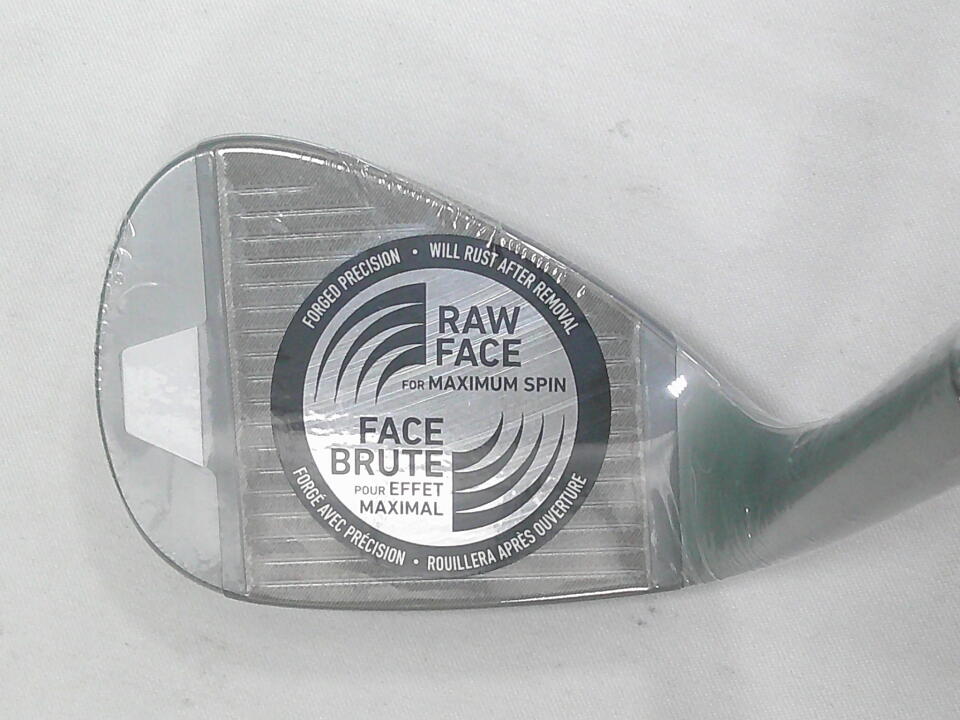 FORGED PRECISION • WILL RUST AFTER REMOVAL
RAW
FACE
FOR MAXIMUM SPIN
FACE
BRUTE
POUR EFFET
MAXIMAL
FORGÉ AVEC PRÉCISION • ROUILLERA APRÈS OUVERTURE